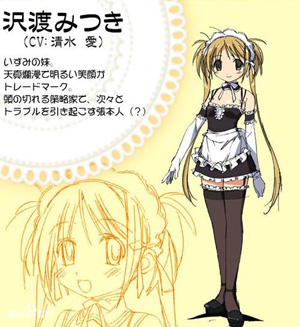 沢渡みつき
(CV:清水 愛)
いずみの妹。
天真爛漫で明るい笑顔が
トレードマーク。
頭の切れる策略家で、次々と
トラブルを引き起こす張本人(?)